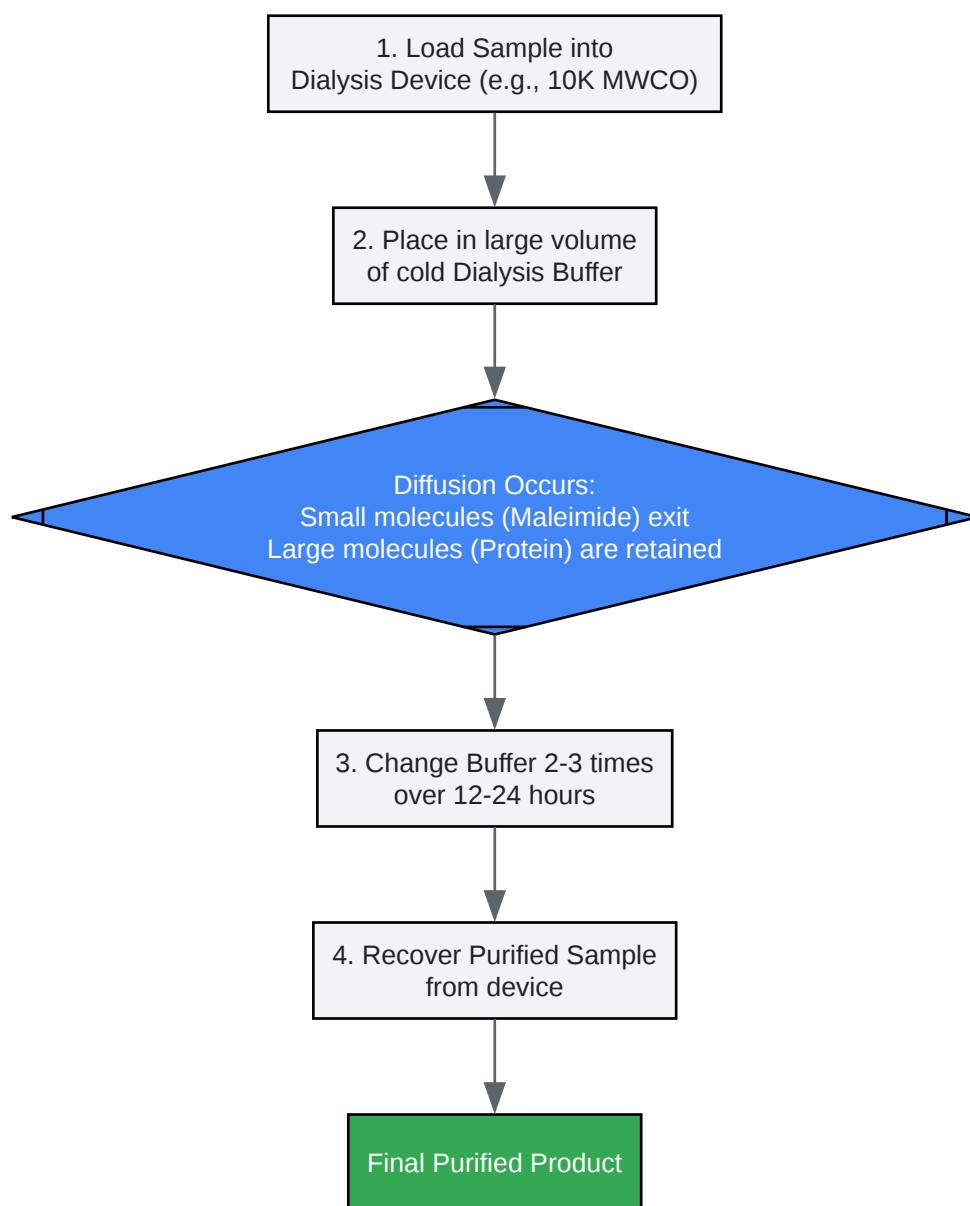 1. Load Sample into
Dialysis Device (e.g., 10K MWCO)
2. Place in large volume
of cold Dialysis Buffer
Diffusion Occurs:
Small molecules (Maleimide) exit
Large molecules (Protein) are retained
3. Change Buffer 2-3 times
over 12-24 hours
4. Recover Purified Sample
from device
Final Purified Product